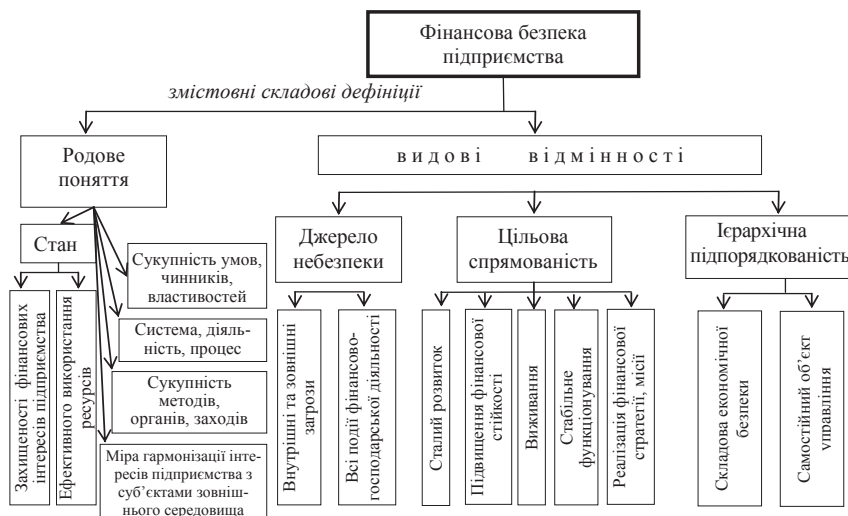 Фінансова безпека
підприємства
змістовні складові дефініції
Родове
поняття
видові відмінності
Стан
Сукупність умов,
чинників,
властивостей
Система, діяль-
ність, процес
Сукупність
методів,
органів, заходів
Міра гармонізації інте-
ресів підприємства з
суб’єктами зовніш-
нього середовища
Захищеності фінансових
інтересів підприємства
Ефективного використання
ресурсів
Джерело
небезпеки
Внутрішні та зовнішні
загрози
Всі події фінансово-
господарської діяльності
Цільова
спрямованість
Сталий розвиток
Підвищення фінансової
стійкості
Виживання
Стабільне
функціонування
Реалізація фінансової
стратегії, місії
Ієрархічна
підпорядкованість
Складова економічної
безпеки
Самостійний об’єкт
управління